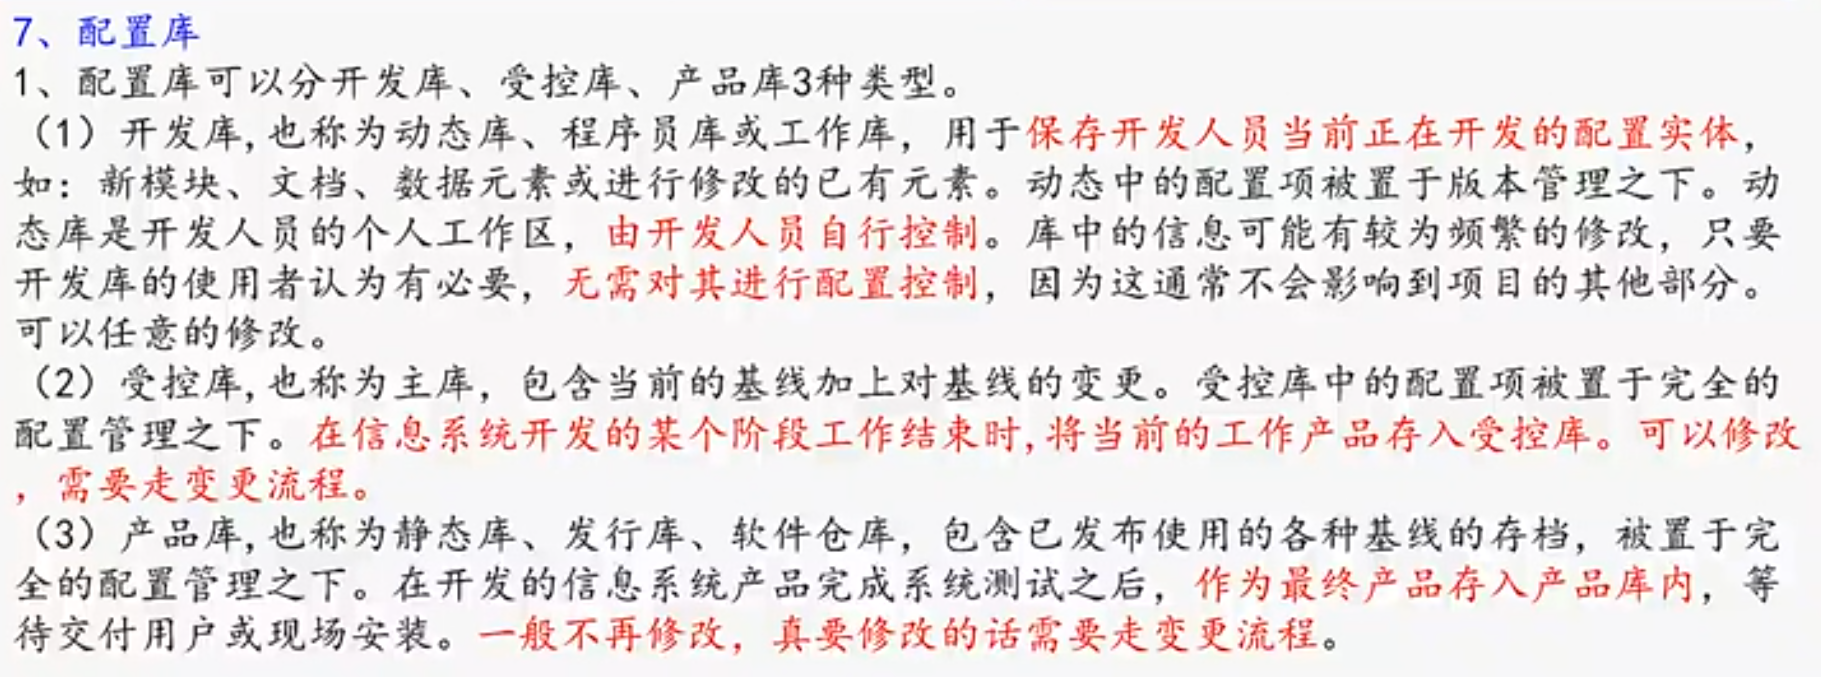 7、配置库
1、配置库可以分开发库、受控库、产品库3种类型。
（1）开发库,也称为动态库、程序员库或工作库，用于保存开发人员当前正在开发的配置实体，
如：新模块、文档、数据元素或进行修改的已有元素。动态中的配置项被置于版本管理之下。动
态库是开发人员的个人工作区，由开发人员自行控制。库中的信息可能有较为频繁的修改，只要
开发库的使用者认为有必要，无需对其进行配置控制，因为这通常不会影响到项目的其他部分。
可以任意的修改。
（2）受控库,也称为主库，包含当前的基线加上对基线的变更。受控库中的配置项被置于完全的
配置管理之下。在信息系统开发的某个阶段工作结束时,将当前的工作产品存入受控库。可以修改
，需要走变更流程。
（3）产品库,也称为静态库、发行库、软件仓库，包含已发布使用的各种基线的存档，被置于完
全的配置管理之下。在开发的信息系统产品完成系统测试之后，作为最终产品存入产品库内，等
待交付用户或现场安装。一般不再修改，真要修改的话需要走变更流程。